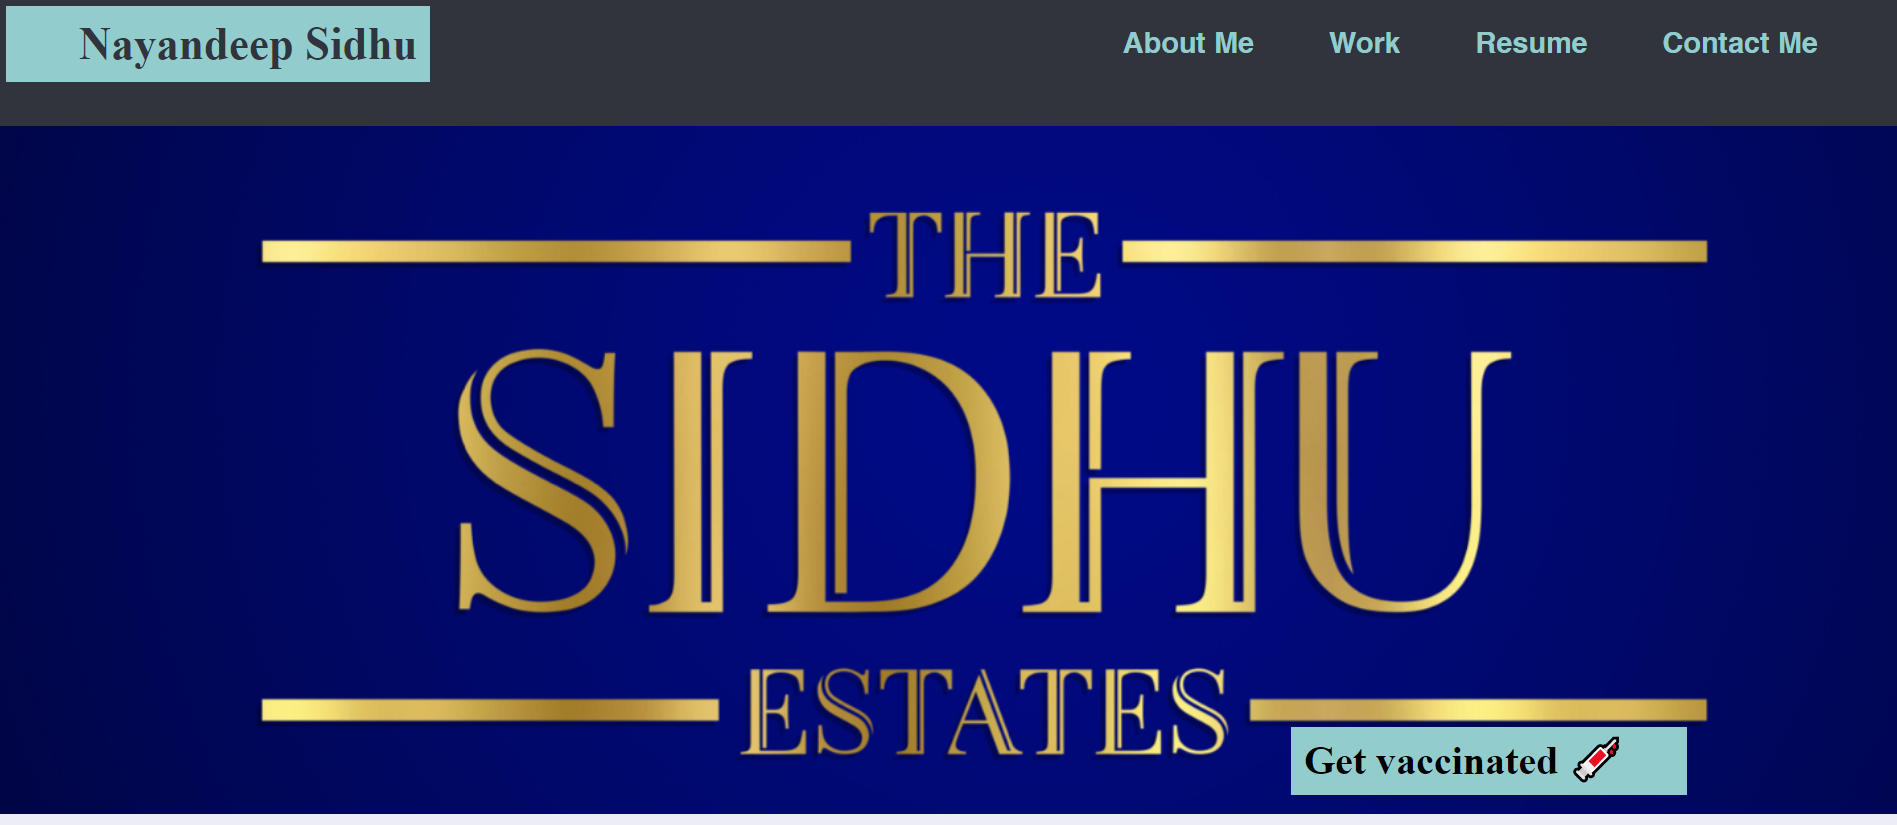 Nayandeep Sidhu
About Me Work Resume Contact Me
THE
SIDHU
ESTATES
Get vaccinated